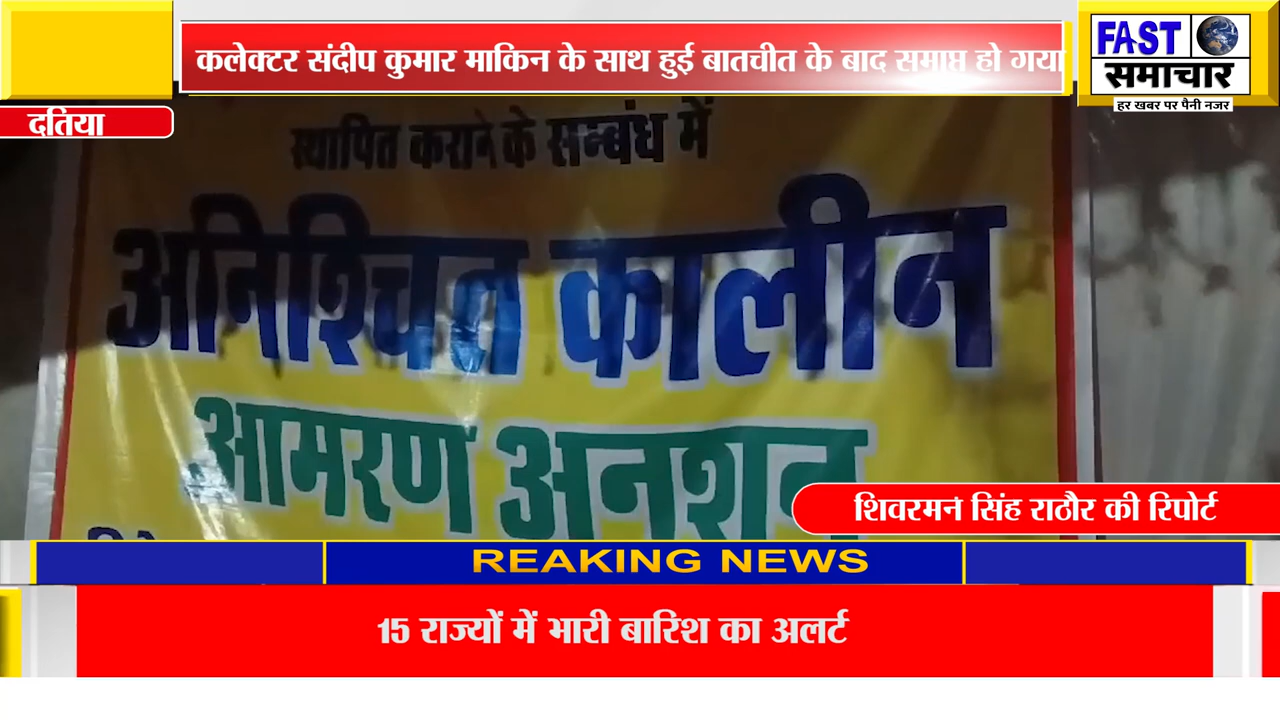 कलेक्टर संदीप कुमार माकिन के साथ हुई बातचीत के बाद समाप्त हो गया
FAST
समाचार
हर खबर पर पैनी नजर
दतिया
स्थापित कराने के सम्बंध में
अनिश्चित कालीन
आमरण अनशन
शिवरमन सिंह राठौर की रिपोर्ट
REAKING NEWS
15 राज्यों में भारी बारिश का अलर्ट